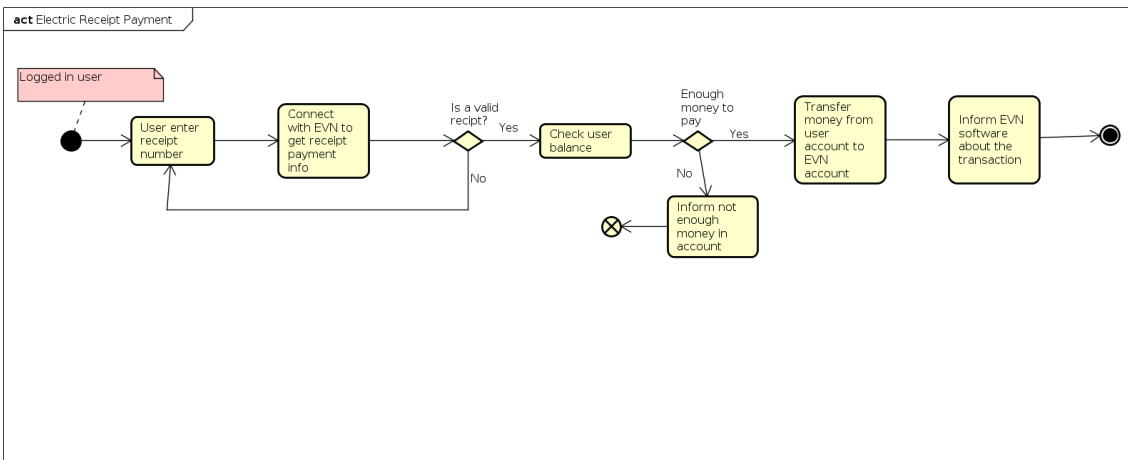 act Electric Receipt Payment
Logged in user
User enter
receipt
number
Connect
with EVN to
get receipt
payment
info
Is a valid
recipt?
Yes
No
Check user
balance
Enough
money to
pay
Yes
No
Inform not
enough
money in
account
Transfer
money from
user
account to
EVN
account
Inform EVN
software
about the
transaction